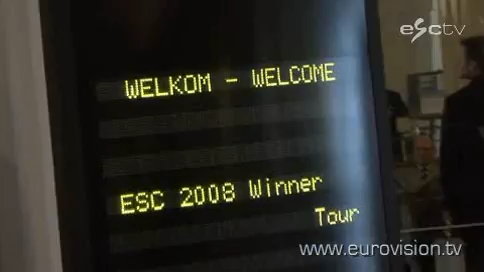 esctv
WELKOM - WELCOME
ESC 2008 Winner
Tour
www.eurovision.tv